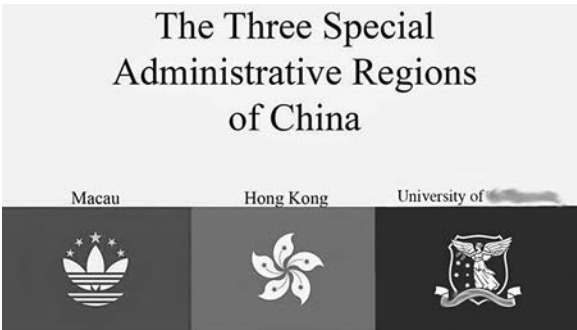 The Three Special
Administrative Regions
of China
Macau
Hong Kong
University of